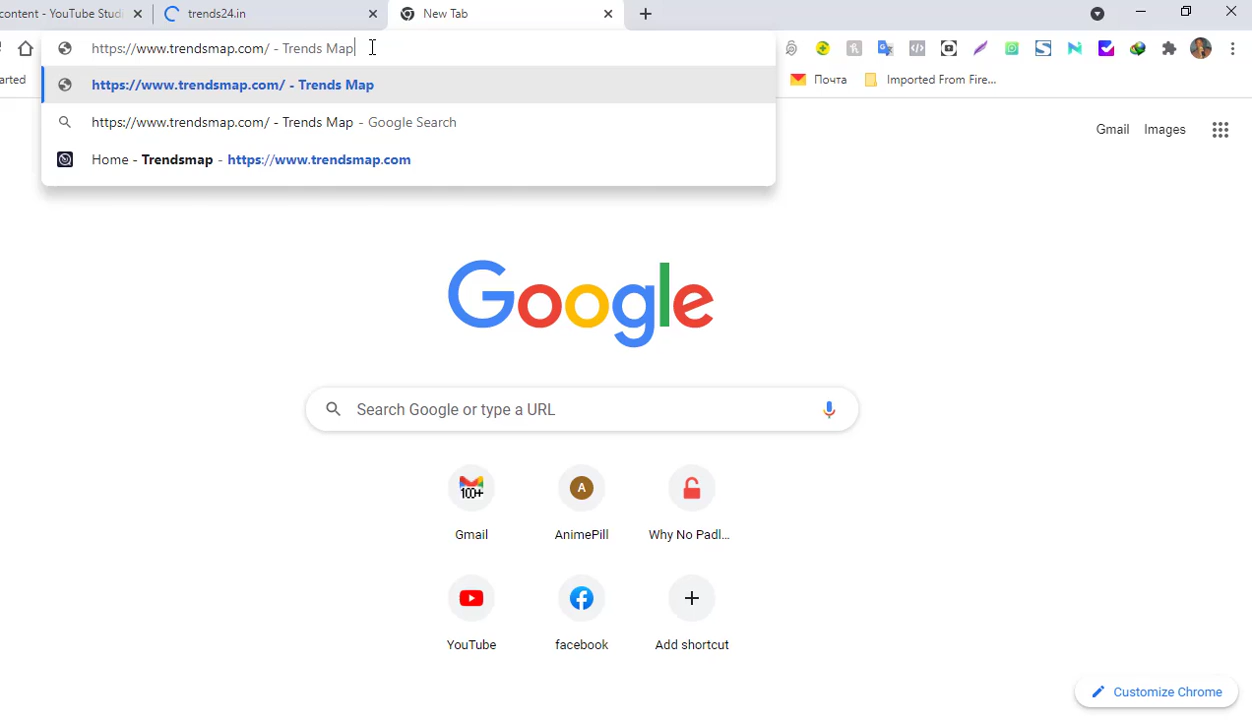 content - YouTube Stud
trends24.in
New Tab
https://www.trendsmap.com/ - Trends Map
arted
Почта
Imported From Fire...
https://www.trendsmap.com/ - Trends Map
https://www.trendsmap.com/ - Trends Map - Google Search
Home - Trendsmap - https://www.trendsmap.com
Gmail
Images
Google
Search Google or type a URL
100+
A
Gmail
AnimePill
Why No Padl...
YouTube
facebook
Add shortcut
Customize Chrome